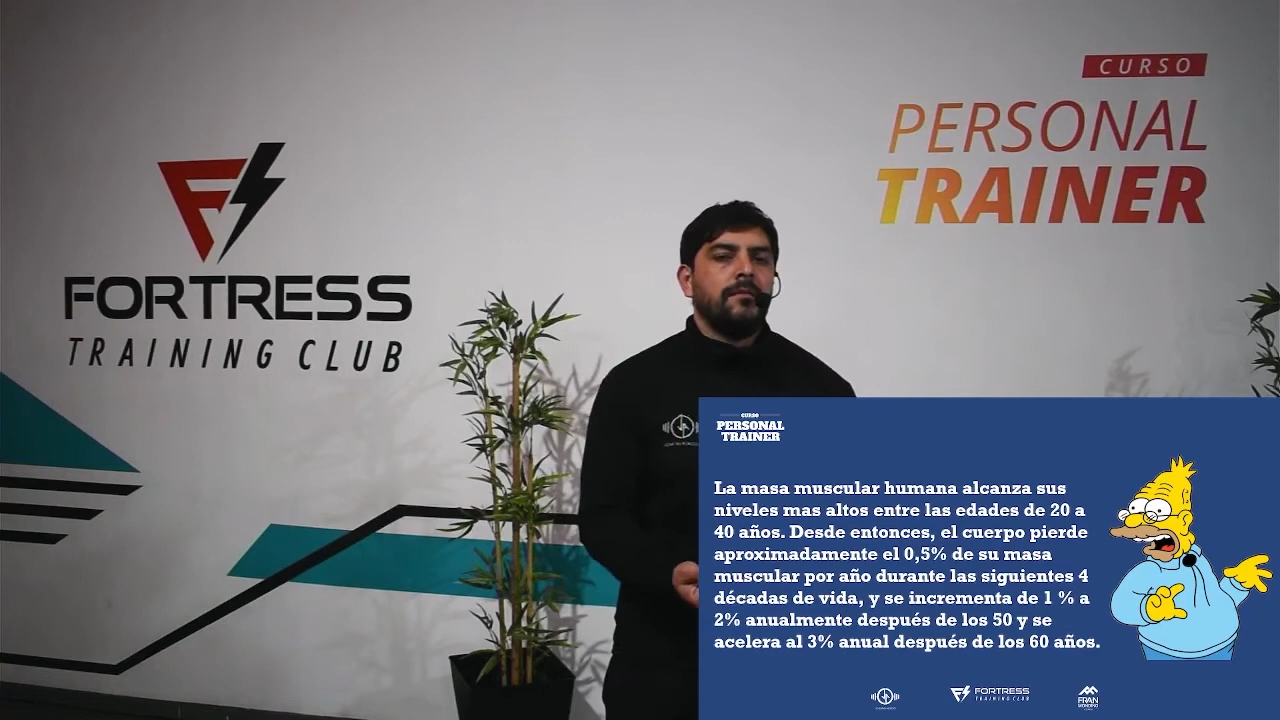 CURSO
PERSONAL
TRAINER
FORTRESS
TRAINING CLUB
CURSO
PERSONAL
TRAINER
La masa muscular humana alcanza sus
niveles mas altos entre las edades de 20 a
40 años. Desde entonces, el cuerpo pierde
aproximadamente el 0,5% de su masa
muscular por año durante las siguientes 4
décadas de vida, y se incrementa de 1 % a
2% anualmente después de los 50 y se
acelera al 3% anual después de los 60 años.
FORTRESS
TRAINING CLUB
FRAN